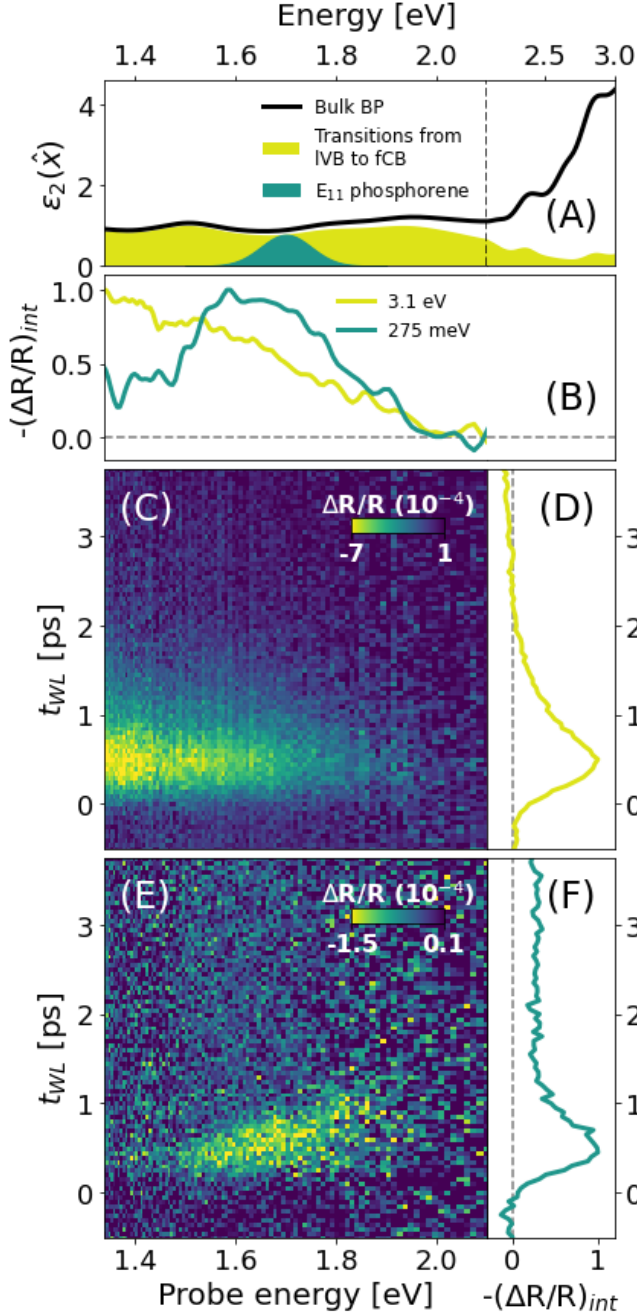 Energy [eV]
1.4 1.6 1.8 2.0 2.5 3.0
4
2
0
ε₂(x̂)
Bulk BP
Transitions from
lVB to fCB
E₁₁ phosphorene
(A)
1.0
0.5
0.0
-(ΔR/R)ᵢₙₜ
3.1 eV
275 meV
(B)
(C)
ΔR/R (10⁻⁴)
-7 1
3
2
1
0
t_WL [ps]
(D)
3
2
1
0
(E)
ΔR/R (10⁻⁴)
-1.5 0.1
3
2
1
0
t_WL [ps]
(F)
3
2
1
0
1.4 1.6 1.8 2.0
Probe energy [eV]
0 1
-(ΔR/R)ᵢₙₜ